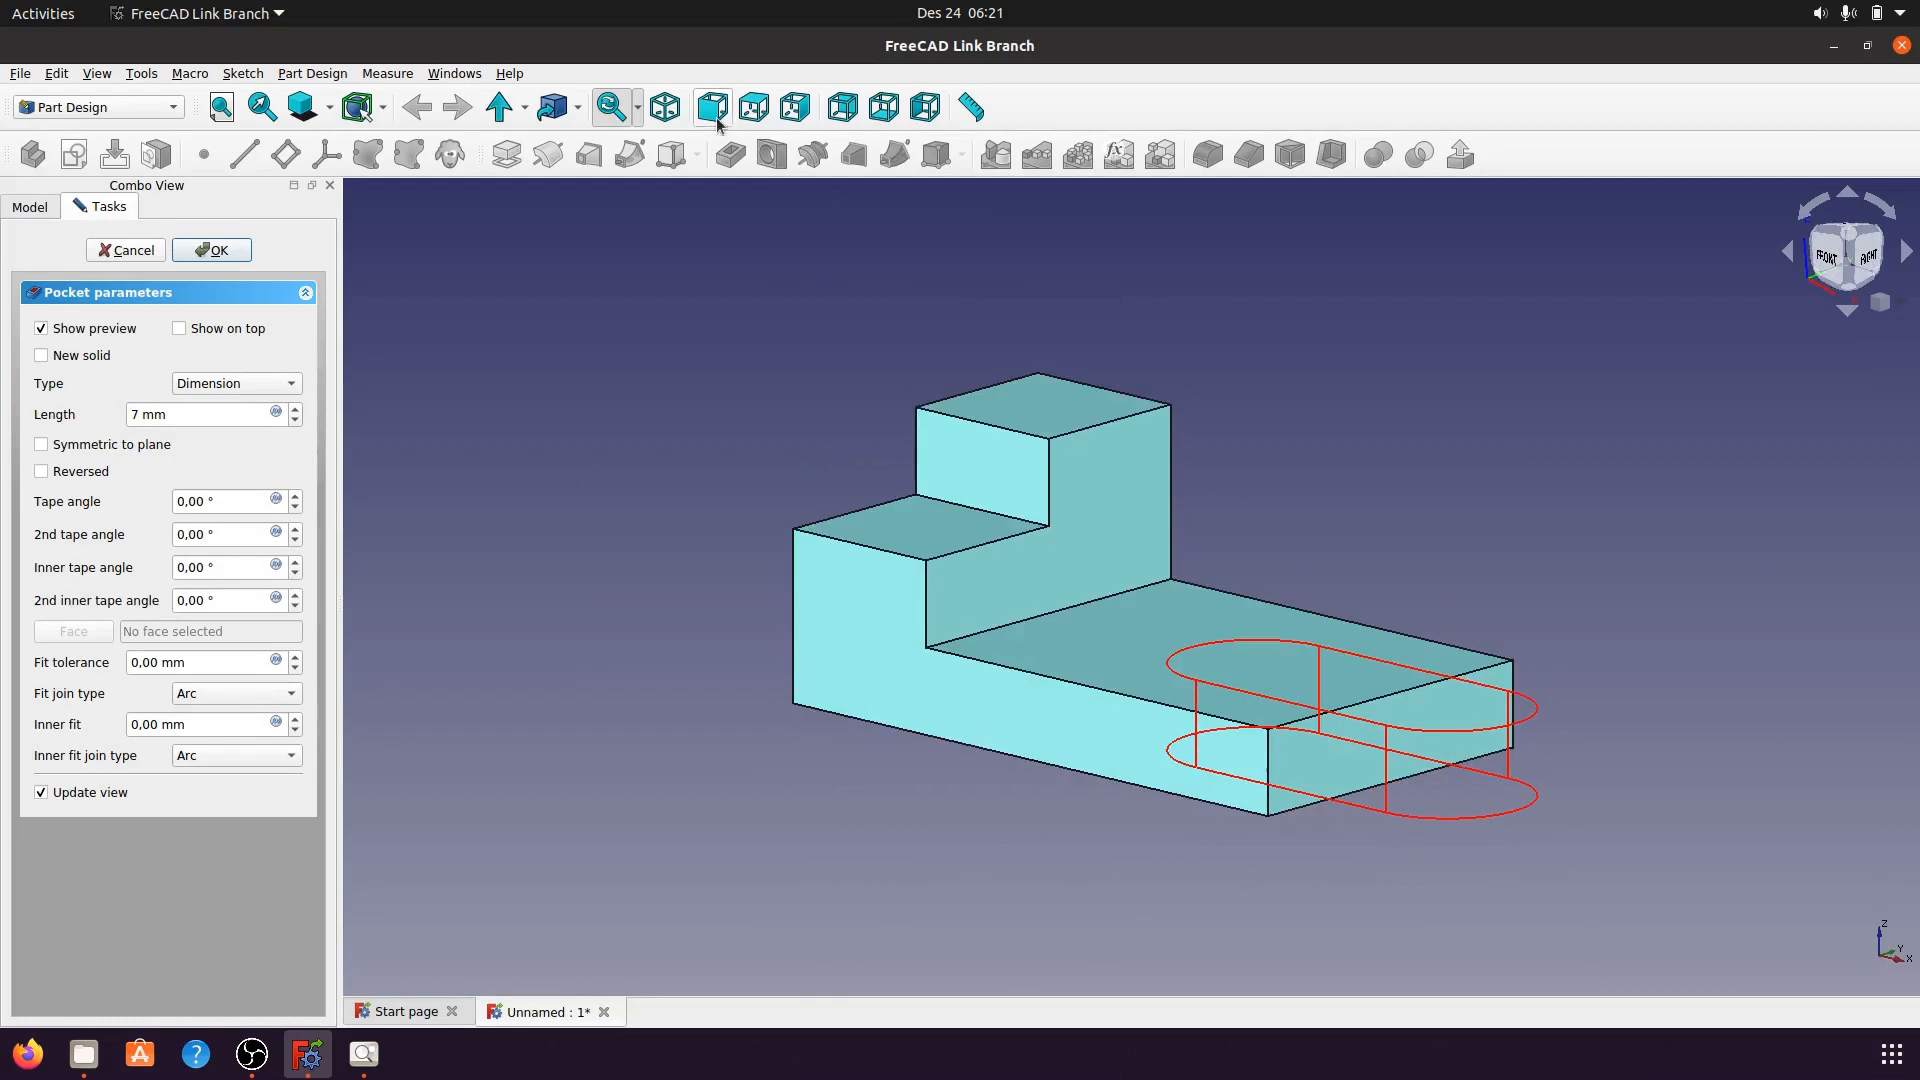 Activities FreeCAD Link Branch Des 24 06:21
FreeCAD Link Branch
File Edit View Tools Macro Sketch Part Design Measure Windows Help
Part Design
fx
Combo View
Model Tasks
Cancel OK
Pocket parameters
Show preview Show on top
New solid
Type Dimension
Length 7 mm
Symmetric to plane
Reversed
Tape angle 0,00 °
2nd tape angle 0,00 °
Inner tape angle 0,00 °
2nd inner tape angle 0,00 °
Face No face selected
Fit tolerance 0,00 mm
Fit join type Arc
Inner fit 0,00 mm
Inner fit join type Arc
Update view
FRONT RIGHT
Z
Y
X
Start page Unnamed : 1*